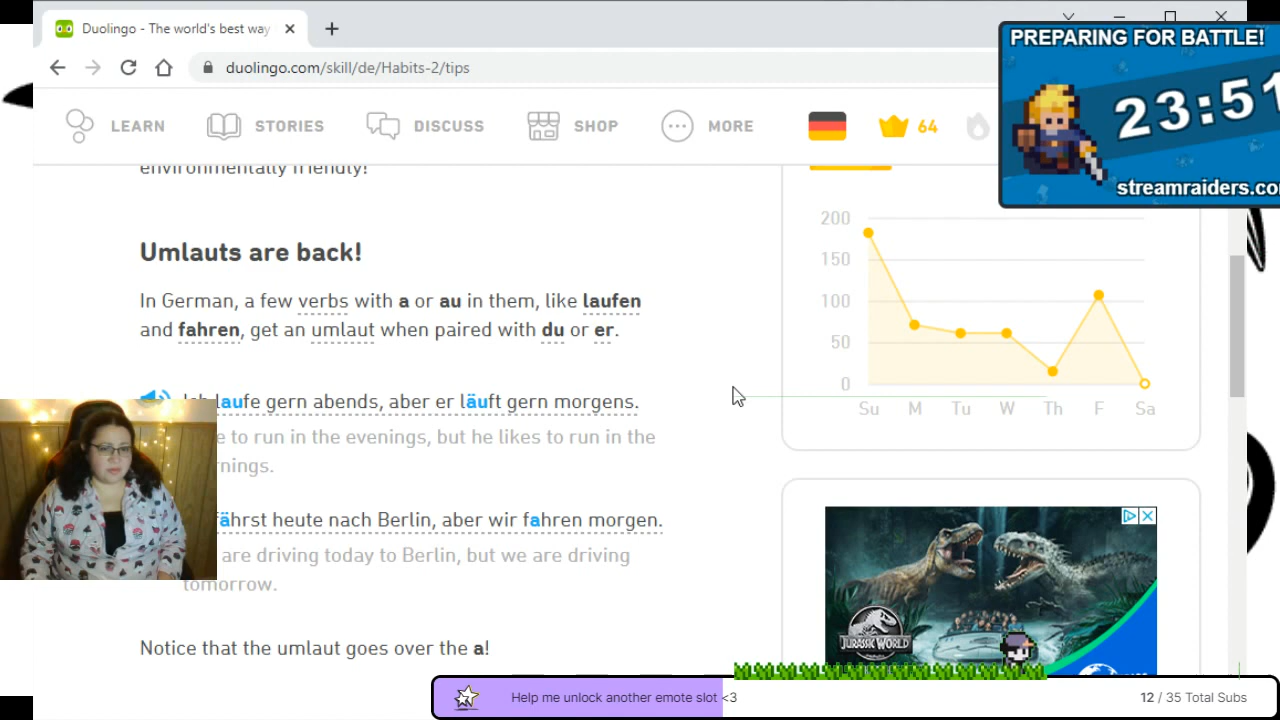 Duolingo - The world's best way
PREPARING FOR BATTLE!
23:51
streamraiders.co
duolingo.com/skill/de/Habits-2/tips
LEARN
STORIES
DISCUSS
SHOP
MORE
64
environmentally friendly!
Umlauts are back!
In German, a few verbs with a or au in them, like laufen
and fahren, get an umlaut when paired with du or er.
Ich laufe gern abends, aber er läuft gern morgens.
e to run in the evenings, but he likes to run in the
rnings.
fährst heute nach Berlin, aber wir fahren morgen.
are driving today to Berlin, but we are driving
tomorrow.
Notice that the umlaut goes over the a!
200
150
100
50
0
Su M Tu W Th F Sa
JURASSIC WORLD
Help me unlock another emote slot <3
12 / 35 Total Subs